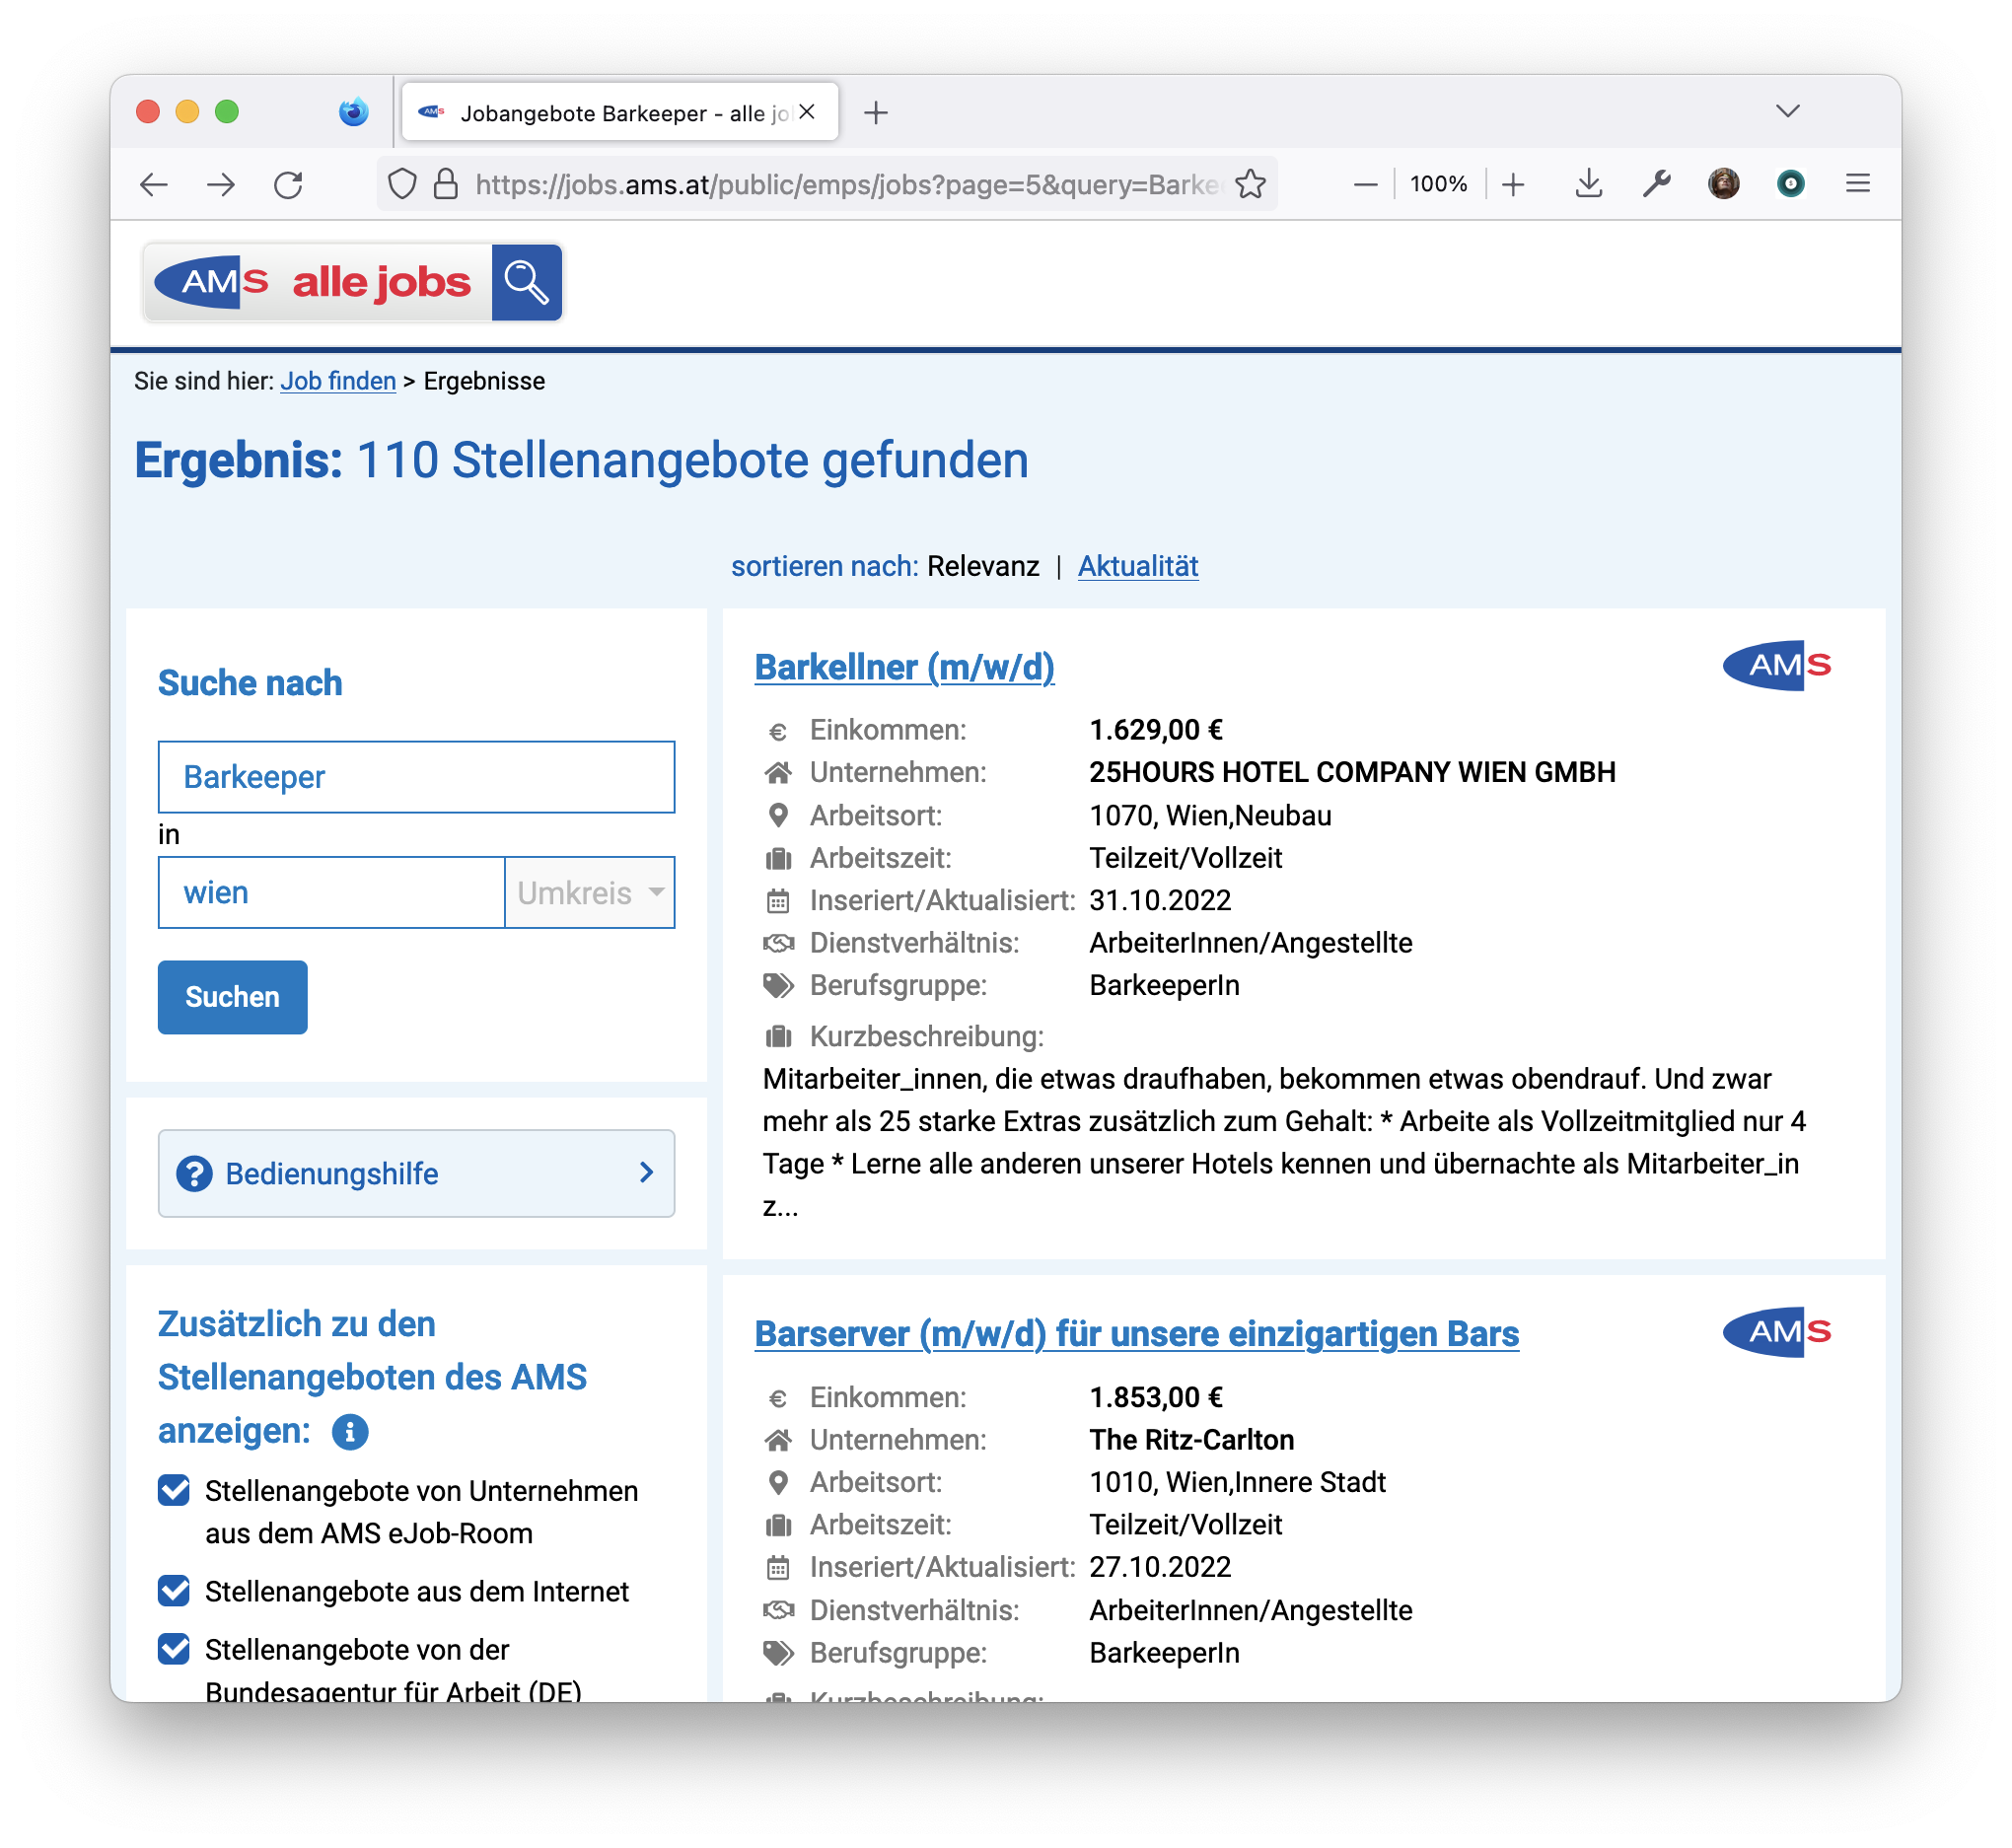 Jobangebote Barkeeper - alle jo
https://jobs.ams.at/public/emps/jobs?page=5&query=Barke
100%
AMS alle jobs
Sie sind hier: Job finden > Ergebnisse
Ergebnis: 110 Stellenangebote gefunden
sortieren nach: Relevanz | Aktualität
Suche nach
Barkeeper
in
wien
Umkreis
Suchen
Bedienungshilfe
Zusätzlich zu den
Stellenangeboten des AMS
anzeigen:
Stellenangebote von Unternehmen
aus dem AMS eJob-Room
Stellenangebote aus dem Internet
Stellenangebote von der
Bundesagentur für Arbeit (DE)
Barkellner (m/w/d)
AMS
€ Einkommen: 1.629,00 €
Unternehmen: 25HOURS HOTEL COMPANY WIEN GMBH
Arbeitsort: 1070, Wien,Neubau
Arbeitszeit: Teilzeit/Vollzeit
Inseriert/Aktualisiert: 31.10.2022
Dienstverhältnis: ArbeiterInnen/Angestellte
Berufsgruppe: BarkeeperIn
Kurzbeschreibung:
Mitarbeiter_innen, die etwas draufhaben, bekommen etwas obendrauf. Und zwar
mehr als 25 starke Extras zusätzlich zum Gehalt: * Arbeite als Vollzeitmitglied nur 4
Tage * Lerne alle anderen unserer Hotels kennen und übernachte als Mitarbeiter_in
z...
Barserver (m/w/d) für unsere einzigartigen Bars
AMS
€ Einkommen: 1.853,00 €
Unternehmen: The Ritz-Carlton
Arbeitsort: 1010, Wien,Innere Stadt
Arbeitszeit: Teilzeit/Vollzeit
Inseriert/Aktualisiert: 27.10.2022
Dienstverhältnis: ArbeiterInnen/Angestellte
Berufsgruppe: BarkeeperIn
Kurzbeschreibung: